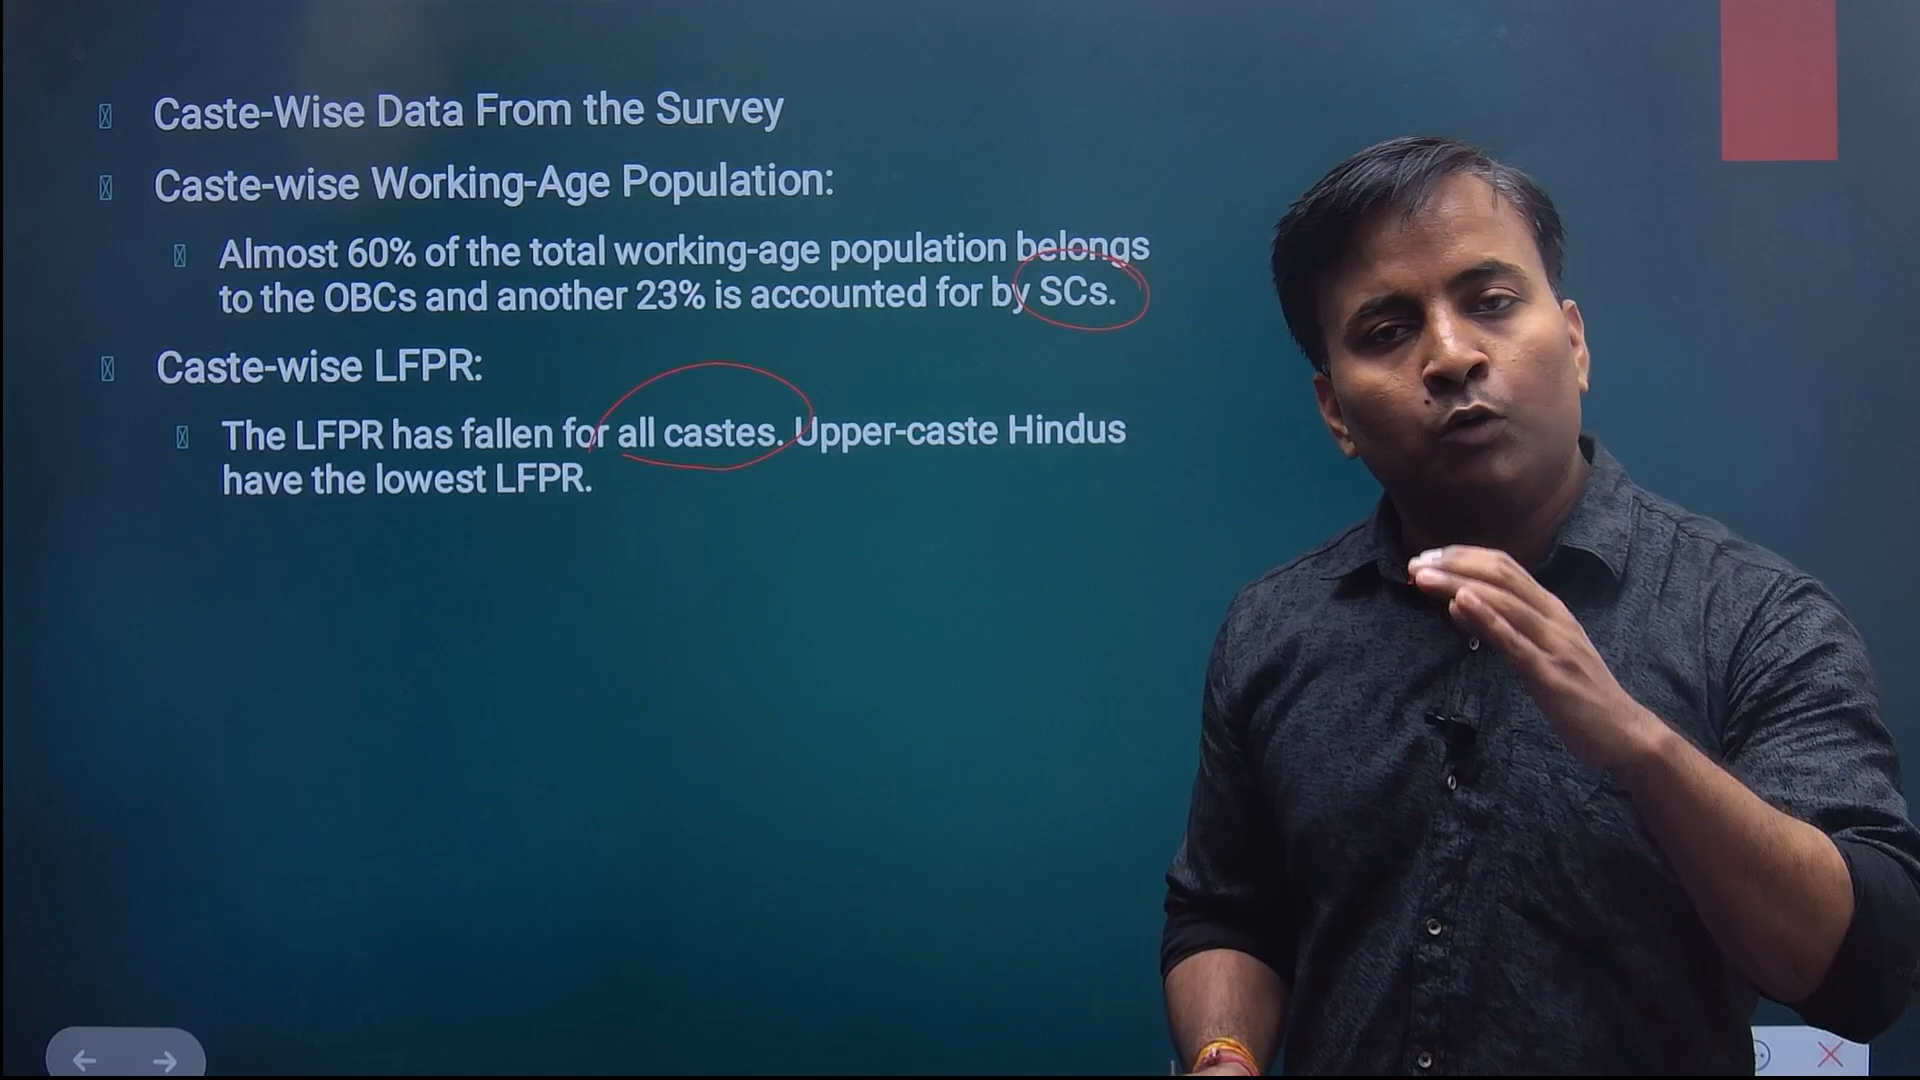 Caste-Wise Data From the Survey
Caste-wise Working-Age Population:
Almost 60% of the total working-age population belongs
to the OBCs and another 23% is accounted for by SCs.
Caste-wise LFPR:
The LFPR has fallen for all castes. Upper-caste Hindus
have the lowest LFPR.